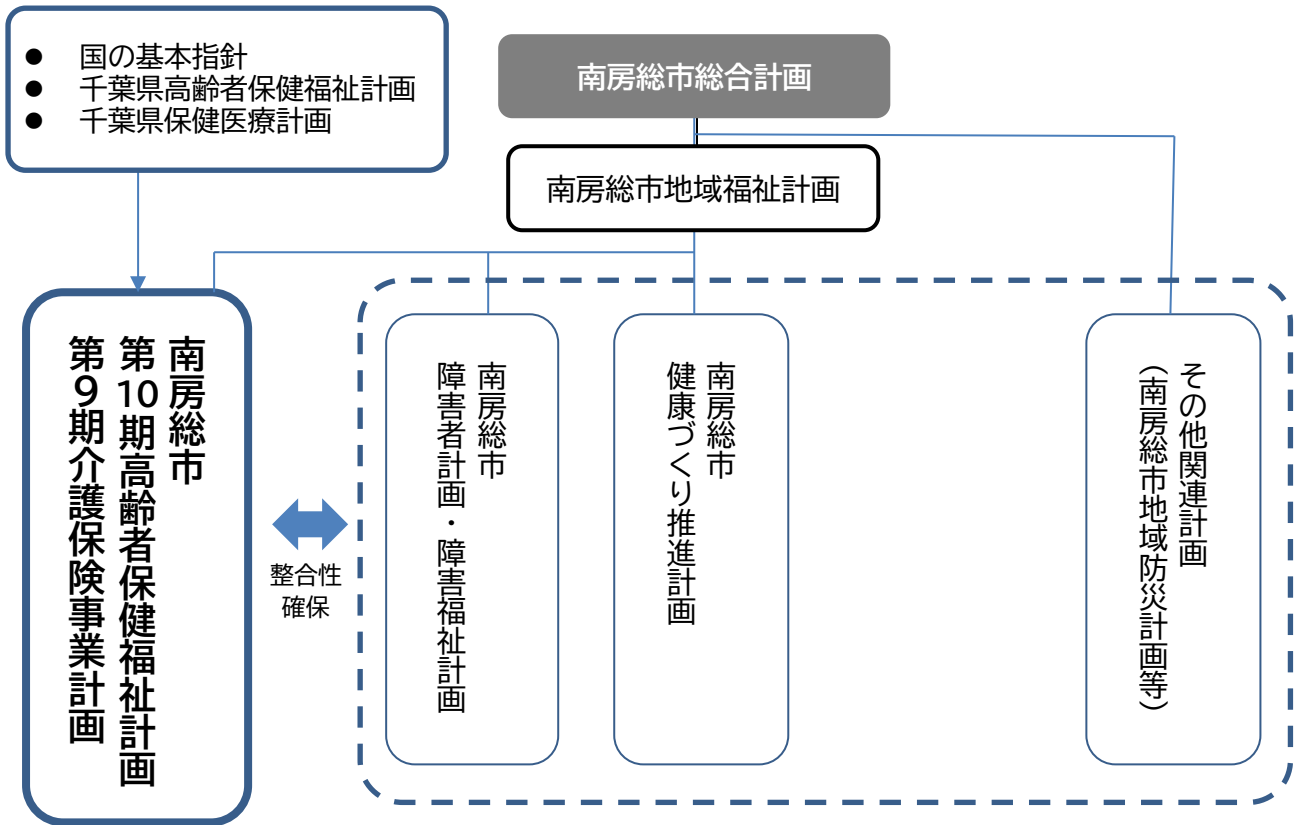 ● 国の基本指針
● 千葉県高齢者保健福祉計画
● 千葉県保健医療計画
南房総市総合計画
南房総市地域福祉計画
南房総市
第10期高齢者保健福祉計画
第９期介護保険事業計画
整合性
確保
南房総市
障害者計画・障害福祉計画
南房総市
健康づくり推進計画
その他関連計画
（南房総市地域防災計画等）